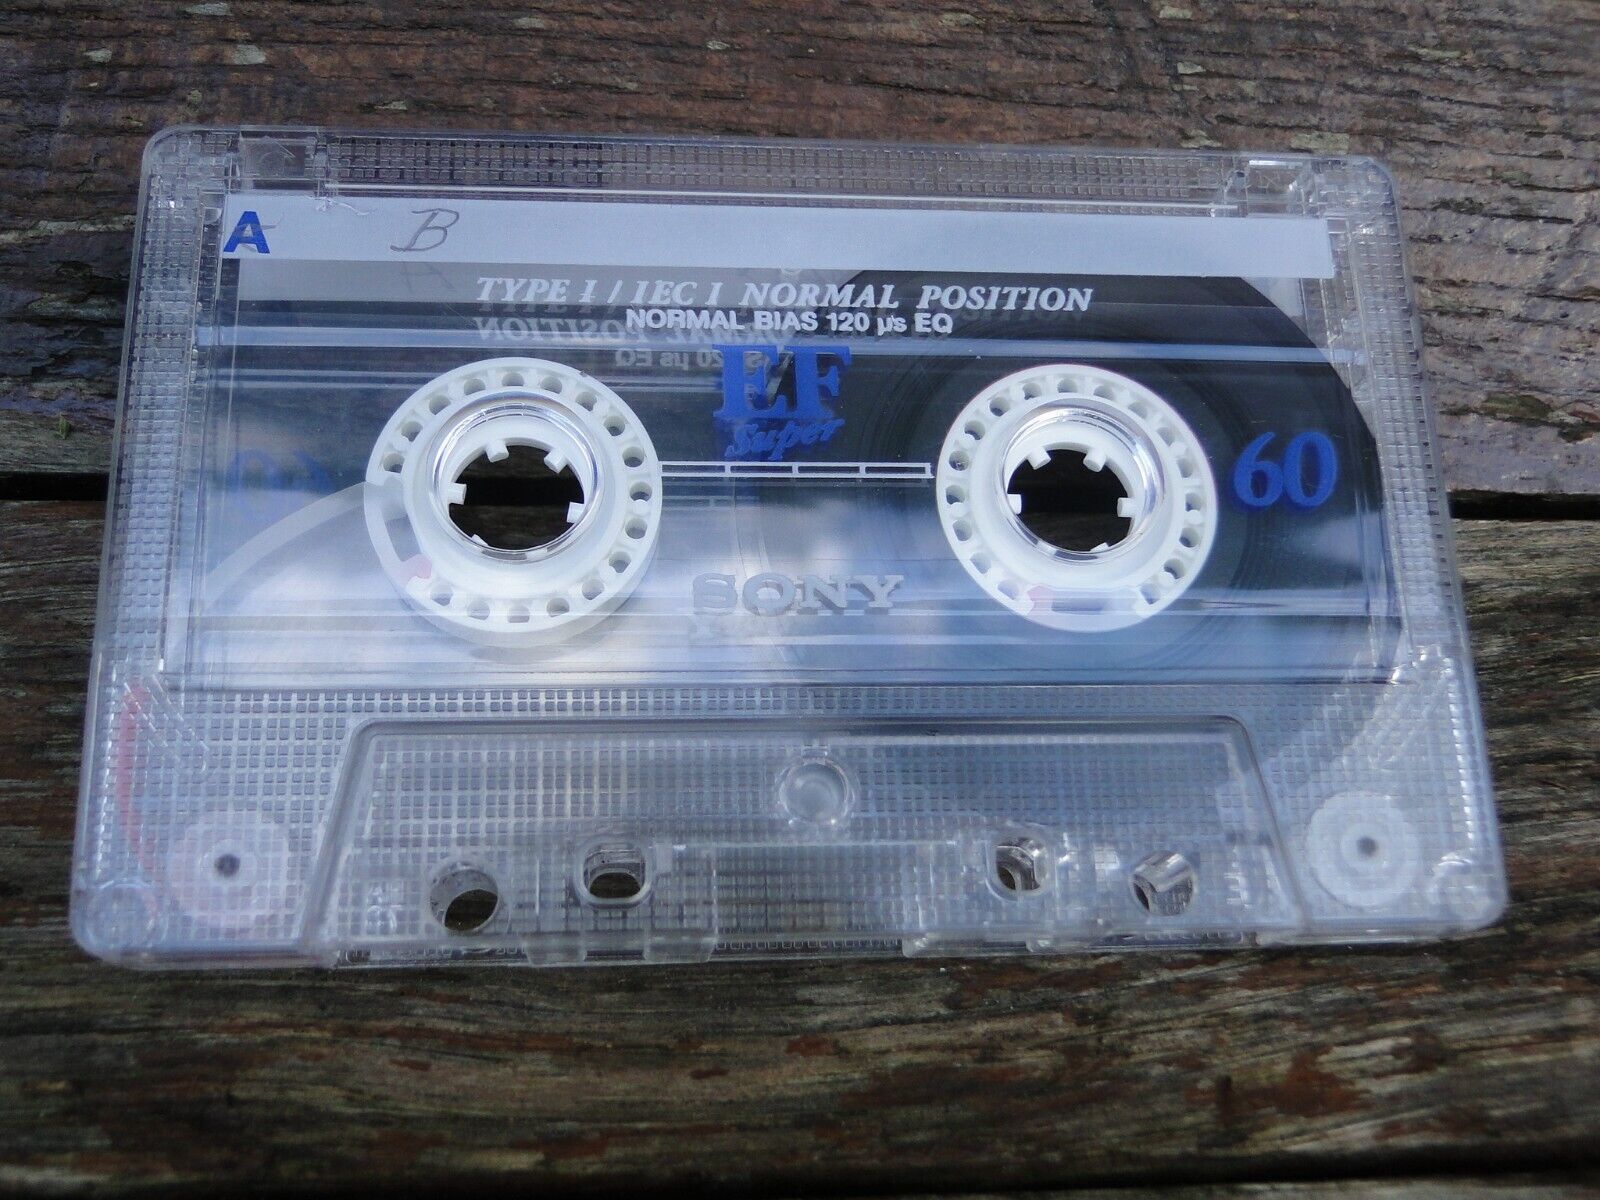 A B
TYPE I / IEC I NORMAL POSITION
NORMAL BIAS 120 µs EQ
EF
Super
60
SONY